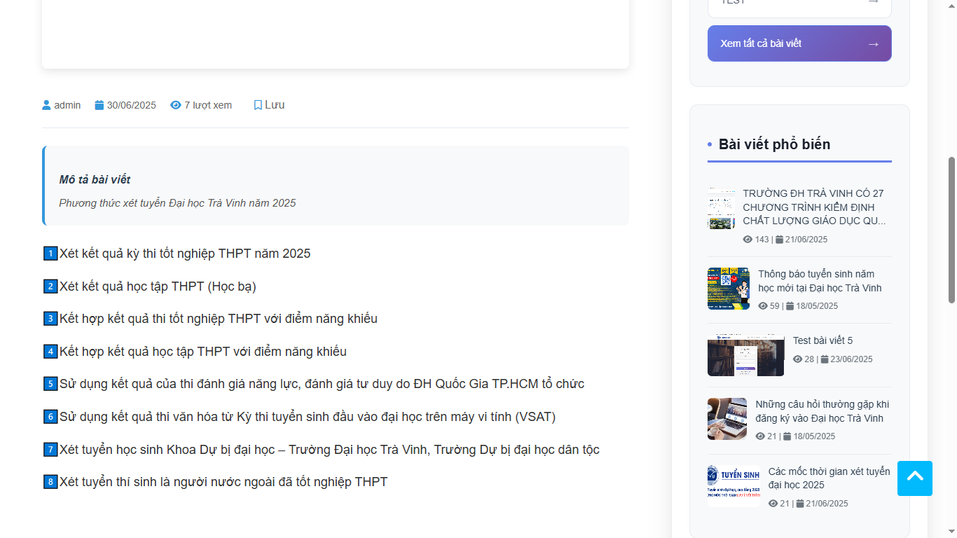 TEST →
Xem tất cả bài viết →
admin 30/06/2025 7 lượt xem Lưu
Mô tả bài viết
Phương thức xét tuyển Đại học Trà Vinh năm 2025
1 Xét kết quả kỳ thi tốt nghiệp THPT năm 2025
2 Xét kết quả học tập THPT (Học bạ)
3 Kết hợp kết quả thi tốt nghiệp THPT với điểm năng khiếu
4 Kết hợp kết quả học tập THPT với điểm năng khiếu
5 Sử dụng kết quả của thi đánh giá năng lực, đánh giá tư duy do ĐH Quốc Gia TP.HCM tổ chức
6 Sử dụng kết quả thi văn hóa từ Kỳ thi tuyển sinh đầu vào đại học trên máy vi tính (VSAT)
7 Xét tuyển học sinh Khoa Dự bị đại học – Trường Đại học Trà Vinh, Trường Dự bị đại học dân tộc
8 Xét tuyển thí sinh là người nước ngoài đã tốt nghiệp THPT
Bài viết phổ biến
TRƯỜNG ĐH TRÀ VINH CÓ 27
CHƯƠNG TRÌNH KIỂM ĐỊNH
CHẤT LƯỢNG GIÁO DỤC QU...
143 | 21/06/2025
Thông báo tuyển sinh năm
học mới tại Đại học Trà Vinh
59 | 18/05/2025
Test bài viết 5
28 | 23/06/2025
Những câu hỏi thường gặp khi
đăng ký vào Đại học Trà Vinh
21 | 18/05/2025
TUYỂN SINH
Các mốc thời gian xét tuyển
đại học 2025
21 | 21/06/2025